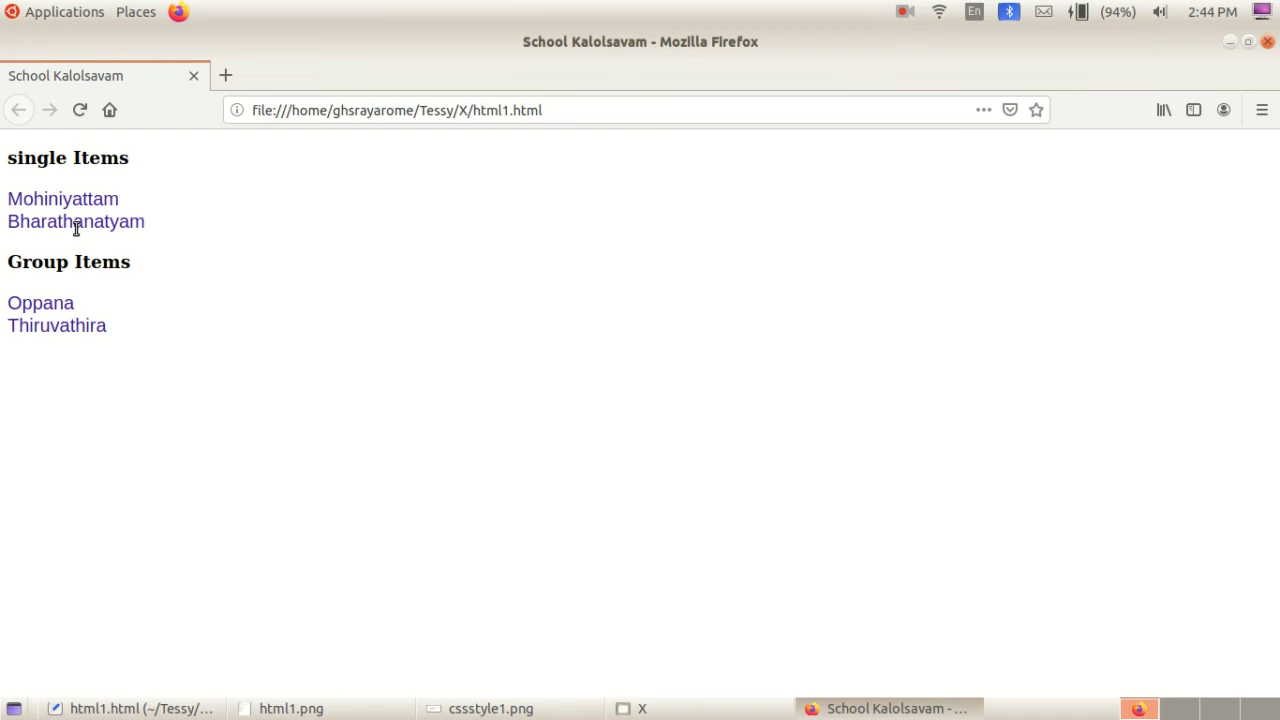 Applications Places En (94%) 2:44 PM
School Kalolsavam - Mozilla Firefox
School Kalolsavam
file:///home/ghsrayarome/Tessy/X/html1.html
single Items
Mohiniyattam
Bharathanatyam
Group Items
Oppana
Thiruvathira
html1.html (~/Tessy/... html1.png cssstyle1.png X School Kalolsavam - ...